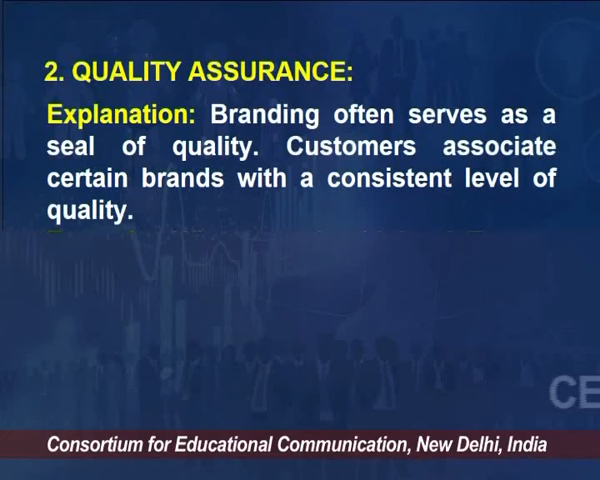 2. QUALITY ASSURANCE:
Explanation: Branding often serves as a
seal of quality. Customers associate
certain brands with a consistent level of
quality.
CE
Consortium for Educational Communication, New Delhi, India